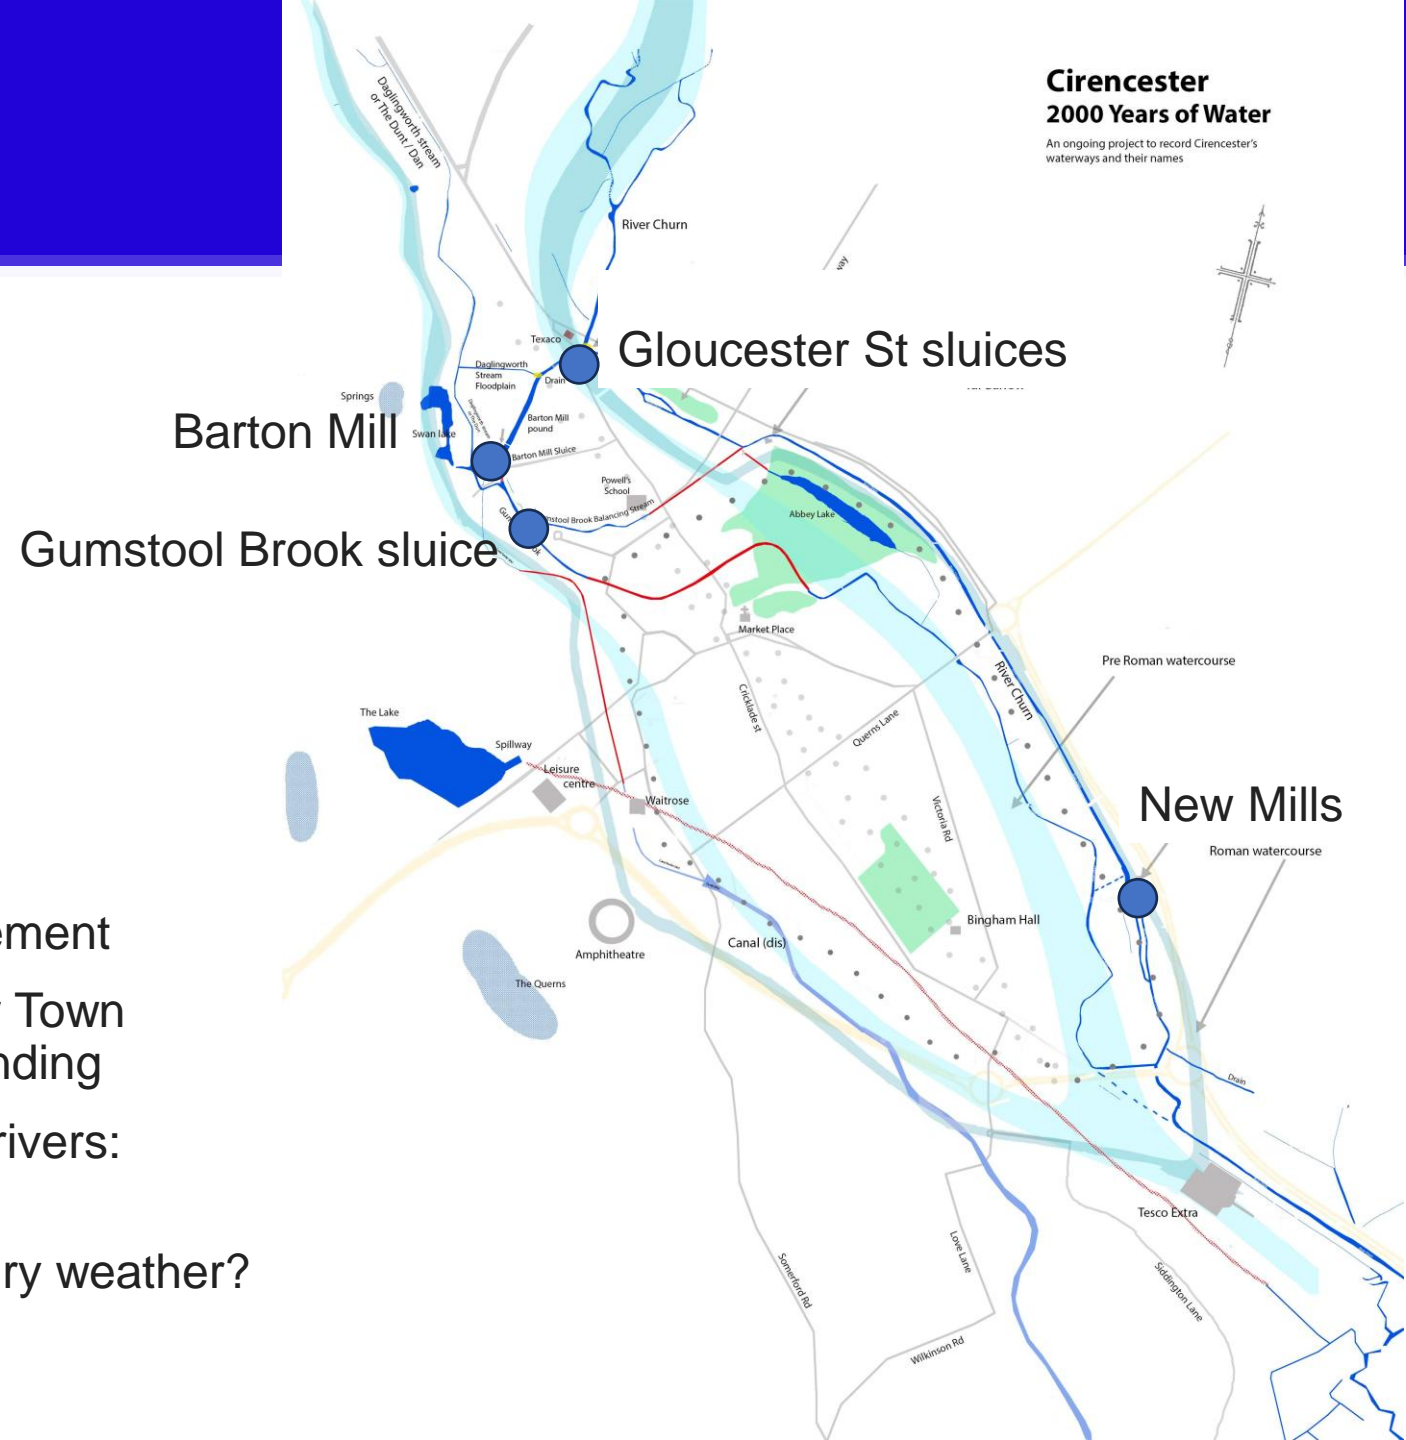 Cirencester
2000 Years of Water
An ongoing project to record Cirencester's
waterways and their names
Daglingworth stream
or The Dunt / Dan
River Churn
way
Gloucester St sluices
Texaco
Daglingworth
Stream
Floodplain
Drain
Springs
Barton Mill
Swan lake
Barton Mill
pound
Barton Mill Sluice
Powell's
School
Gumstool Brook sluice
nstool Brook Balancing Stream
Abbey Lake
Market Place
Pre Roman watercourse
River Churn
Cricklade st
Querns Lane
The Lake
Spillway
Leisure
centre
Waitrose
Victoria Rd
New Mills
Roman watercourse
Bingham Hall
Canal (dis)
Amphitheatre
The Querns
ement
Town
nding
rivers:
ry weather?
Drain
Tesco Extra
Love Lane
Somerford Rd
Siddington Lane
Wilkinson Rd